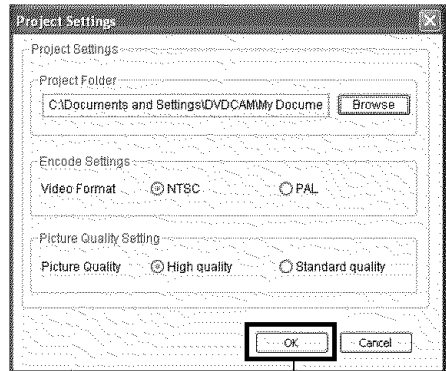 Project Settings
Project Settings
Project Folder
C:\Documents and Settings\DVDCAM\My Docume Browse
Encode Settings
Video Format NTSC PAL
Picture Quality Setting
Picture Quality High quality Standard quality
OK Cancel